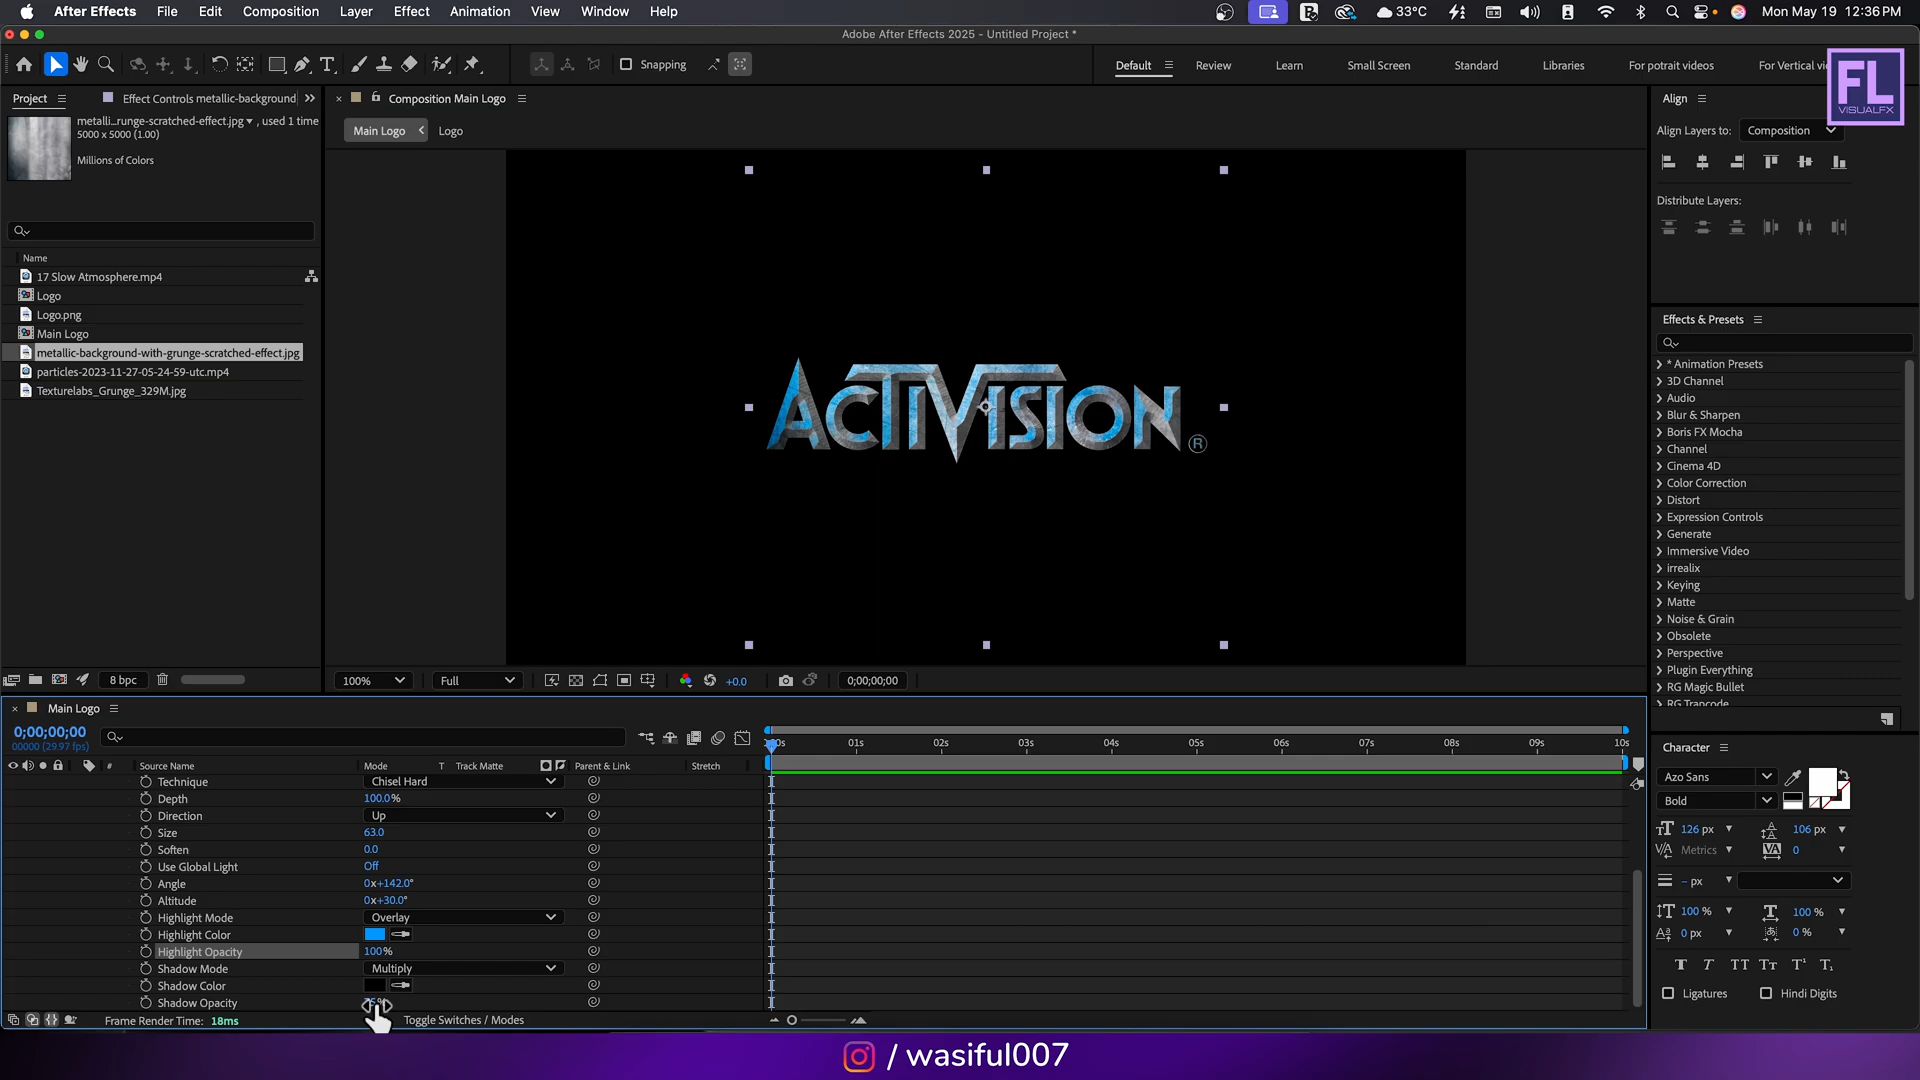 After Effects File Edit Composition Layer Effect Animation View Window Help 33°C Mon May 19 12:36 PM
Adobe After Effects 2025 - Untitled Project *
Snapping Default Review Learn Small Screen Standard Libraries For potrait videos For Vertical vi
FL
VISUALFX
Project Effect Controls metallic-background
metalli...runge-scratched-effect.jpg , used 1 time
5000 x 5000 (1.00)
Millions of Colors
Name
17 Slow Atmosphere.mp4
Logo
Logo.png
Main Logo
metallic-background-with-grunge-scratched-effect.jpg
particles-2023-11-27-05-24-59-utc.mp4
Texturelabs_Grunge_329M.jpg
8 bpc
Composition Main Logo
Main Logo Logo
ACTIVISION®
100% Full +0.0 0;00;00;00
Align
Align Layers to: Composition
Distribute Layers:
Effects & Presets
* Animation Presets
3D Channel
Audio
Blur & Sharpen
Boris FX Mocha
Channel
Cinema 4D
Color Correction
Distort
Expression Controls
Generate
Immersive Video
irrealix
Keying
Matte
Noise & Grain
Obsolete
Perspective
Plugin Everything
RG Magic Bullet
RG Trapcode
Character
Azo Sans
Bold
126 px 106 px
Metrics 0
- px
100 % 100 %
0 px 0 %
T T TT Tт T¹ T₁
Ligatures Hindi Digits
Main Logo
0;00;00;00
00000 (29.97 fps)
# Source Name Mode T Track Matte Parent & Link Stretch
01s 02s 03s 04s 05s 06s 07s 08s 09s 10s
Technique Chisel Hard
Depth 100.0%
Direction Up
Size 63.0
Soften 0.0
Use Global Light Off
Angle 0x+142.0°
Altitude 0x+30.0°
Highlight Mode Overlay
Highlight Color
Highlight Opacity 100%
Shadow Mode Multiply
Shadow Color
Shadow Opacity
Frame Render Time: 18ms Toggle Switches / Modes
/ wasiful007